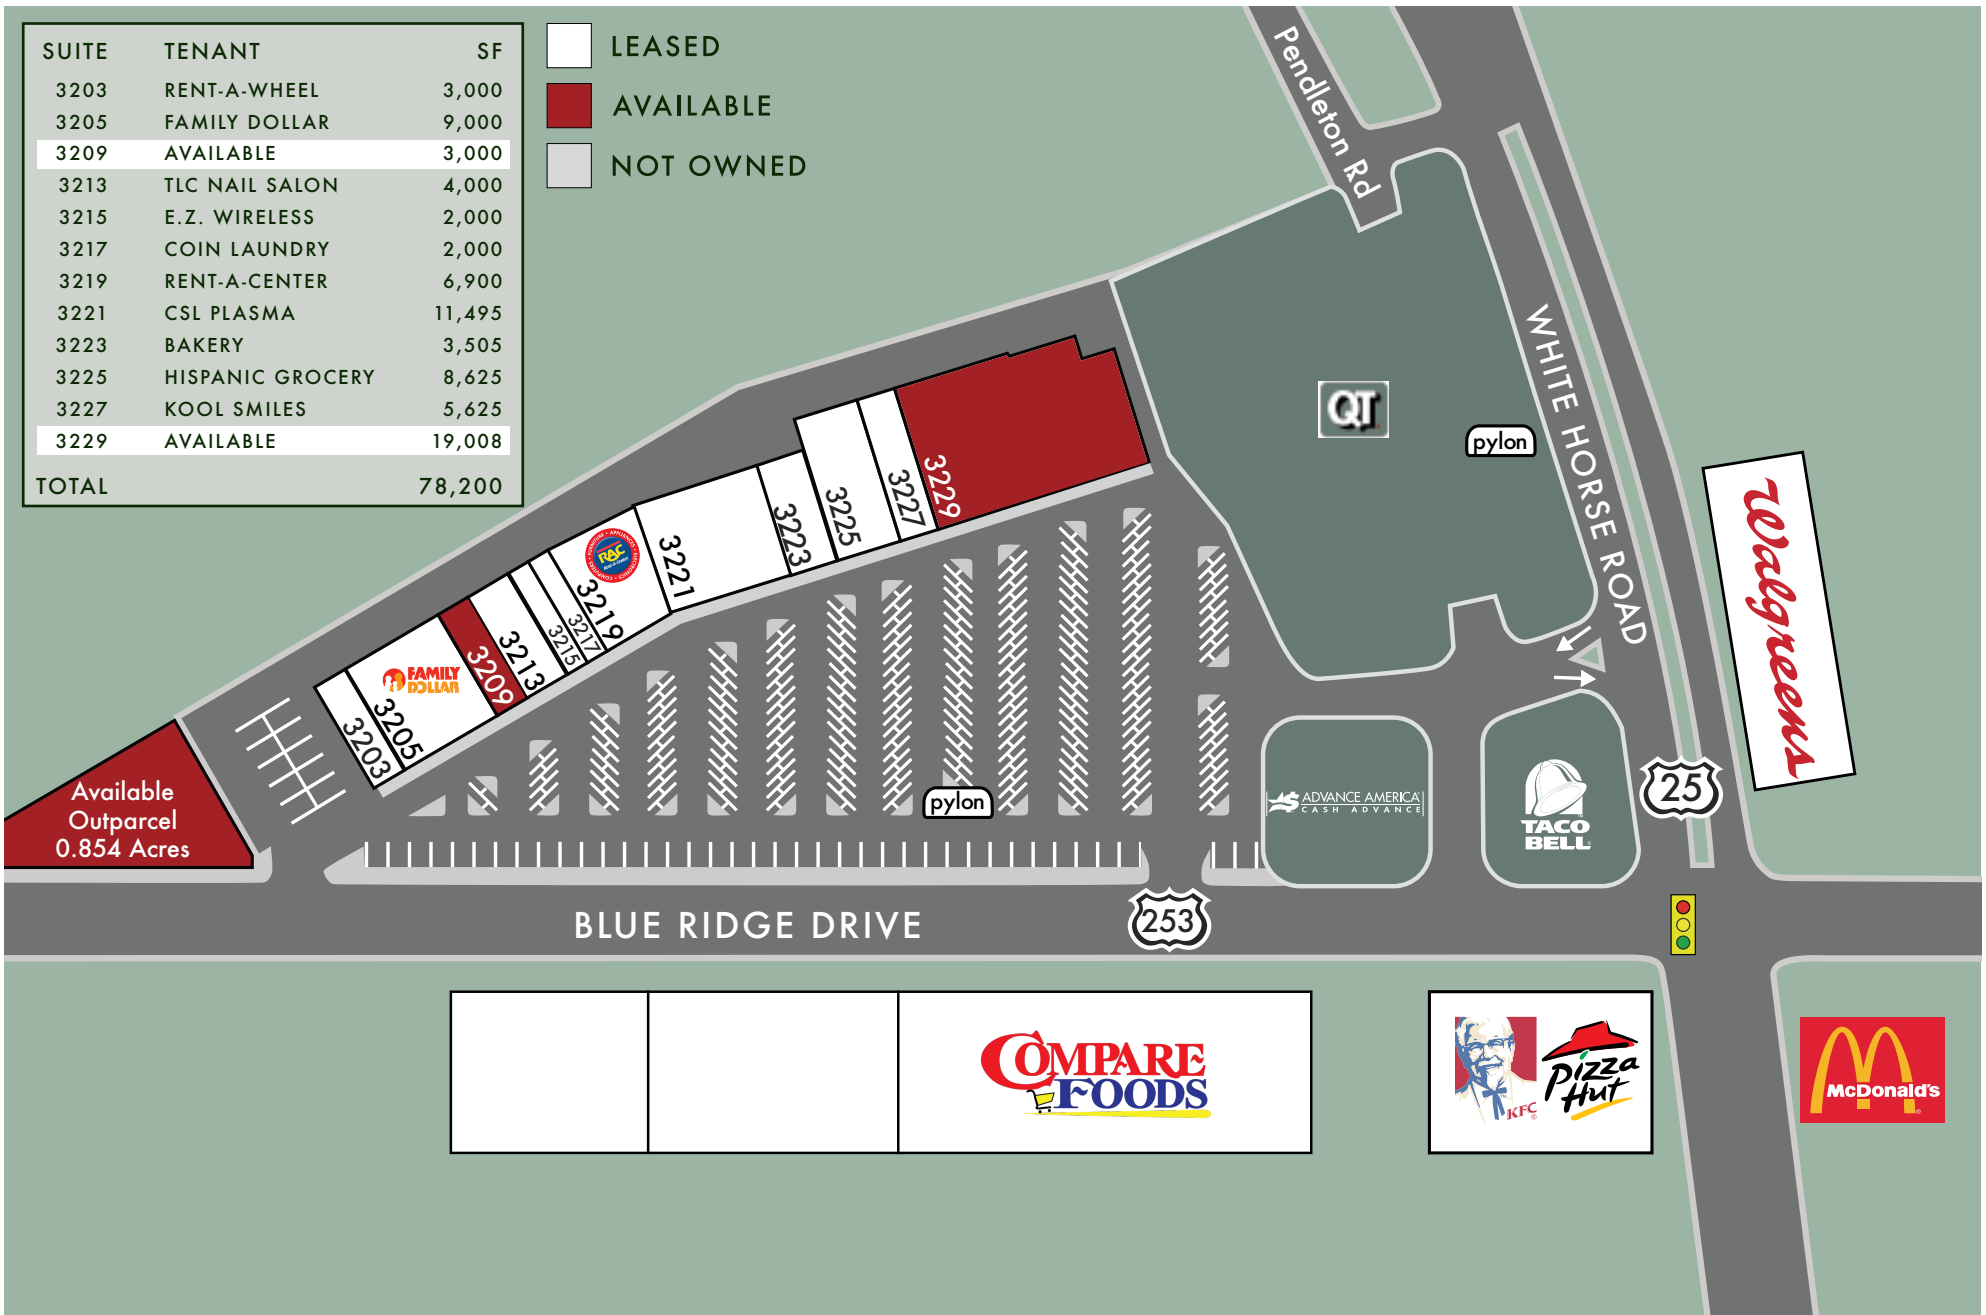 SUITE TENANT SF
3203 RENT-A-WHEEL 3,000
3205 FAMILY DOLLAR 9,000
3209 AVAILABLE 3,000
3213 TLC NAIL SALON 4,000
3215 E.Z. WIRELESS 2,000
3217 COIN LAUNDRY 2,000
3219 RENT-A-CENTER 6,900
3221 CSL PLASMA 11,495
3223 BAKERY 3,505
3225 HISPANIC GROCERY 8,625
3227 KOOL SMILES 5,625
3229 AVAILABLE 19,008
TOTAL 78,200
LEASED
AVAILABLE
NOT OWNED
Pendleton Rd
WHITE HORSE ROAD
QT
pylon
Walgreens
3229
3227
3225
3223
3221
RAC
3219
3217
3215
3213
3209
FAMILY
DOLLAR
3205
3203
Available
Outparcel
0.854 Acres
pylon
ADVANCE AMERICA
CASH ADVANCE
TACO
BELL
25
BLUE RIDGE DRIVE
253
COMPARE
FOODS
KFC
Pizza
Hut
McDonald's